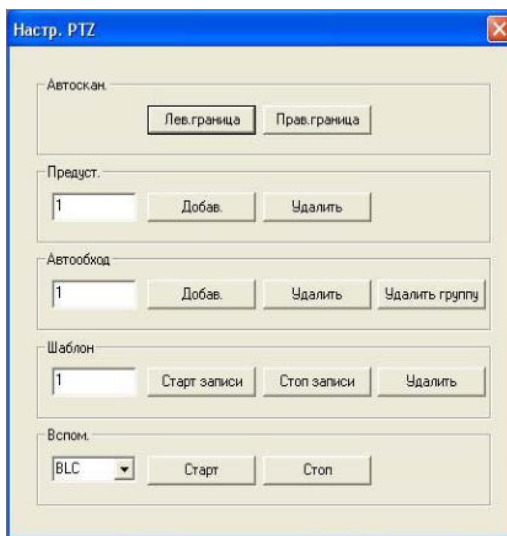 Настр. PTZ
Автоскан.
Лев.граница Прав.граница
Предуст.
1 Добав. Удалить
Автообход
1 Добав. Удалить Удалить группу
Шаблон
1 Старт записи Стоп записи Удалить
Вспом.
BLC Старт Стоп